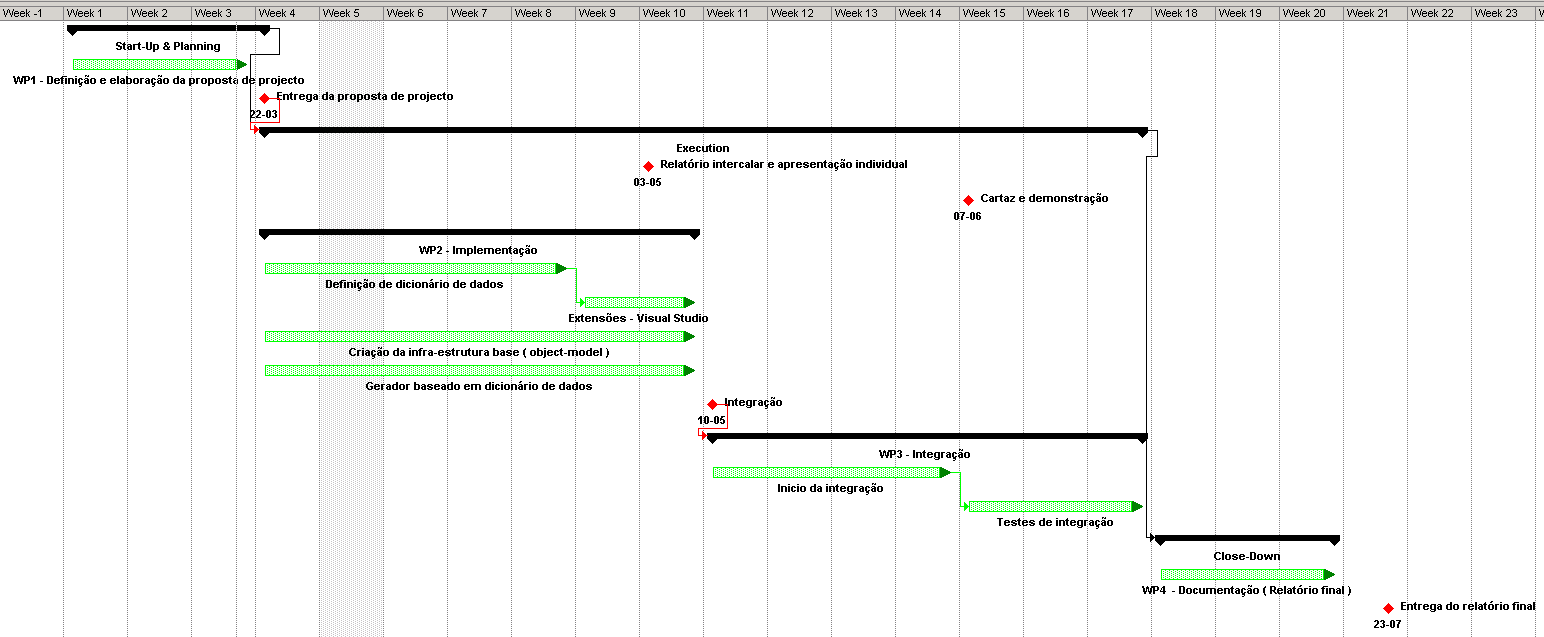 Week -1 Week 1 Week 2 Week 3 Week 4 Week 5 Week 6 Week 7 Week 8 Week 9 Week 10 Week 11 Week 12 Week 13 Week 14 Week 15 Week 16 Week 17 Week 18 Week 19 Week 20 Week 21 Week 22 Week 23 W
Start-Up & Planning
WP1 - Definição e elaboração da proposta de projecto
Entrega da proposta de projecto
22-03
Execution
Relatório intercalar e apresentação individual
03-05
Cartaz e demonstração
07-06
WP2 - Implementação
Definição de dicionário de dados
Extensões - Visual Studio
Criação da infra-estrutura base ( object-model )
Gerador baseado em dicionário de dados
Integração
10-05
WP3 - Integração
Inicio da integração
Testes de integração
Close-Down
WP4 - Documentação ( Relatório final )
Entrega do relatório final
23-07